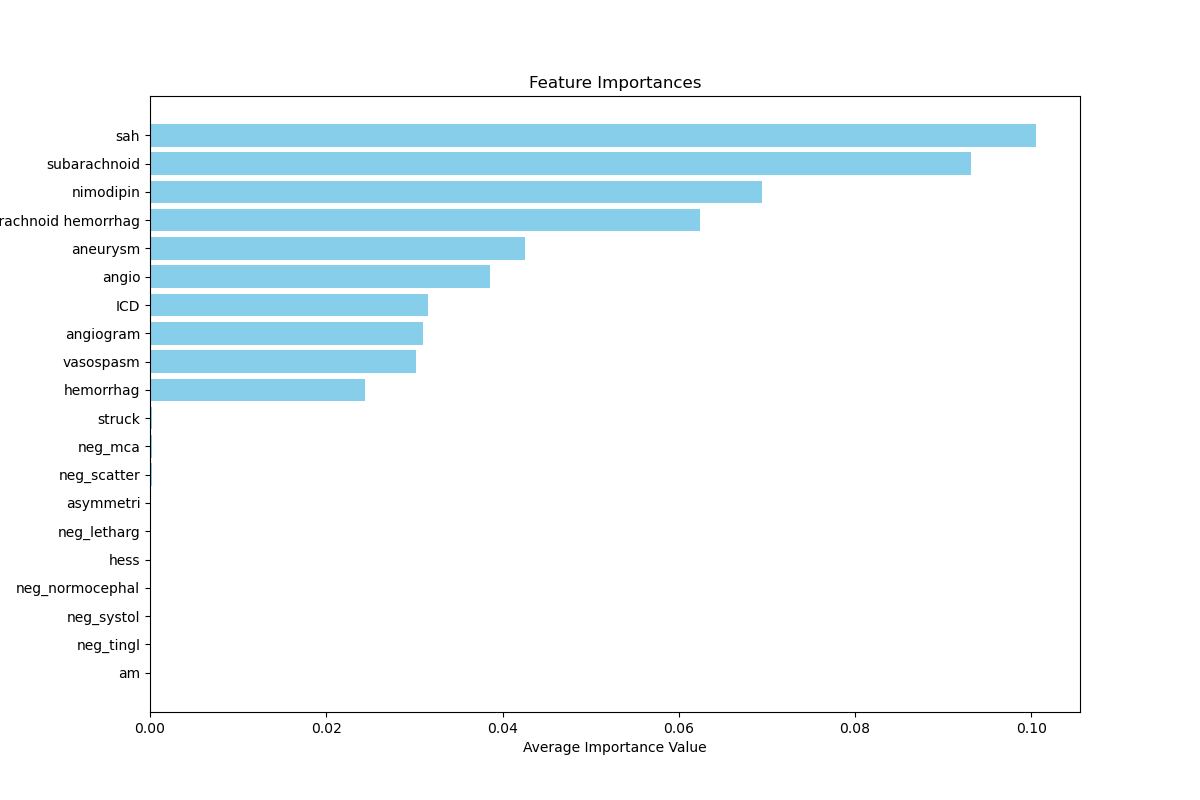 Feature Importances
sah
subarachnoid
nimodipin
rachnoid hemorrhag
aneurysm
angio
ICD
angiogram
vasospasm
hemorrhag
struck
neg_mca
neg_scatter
asymmetri
neg_letharg
hess
neg_normocephal
neg_systol
neg_tingl
am
0.00 0.02 0.04 0.06 0.08 0.10
Average Importance Value